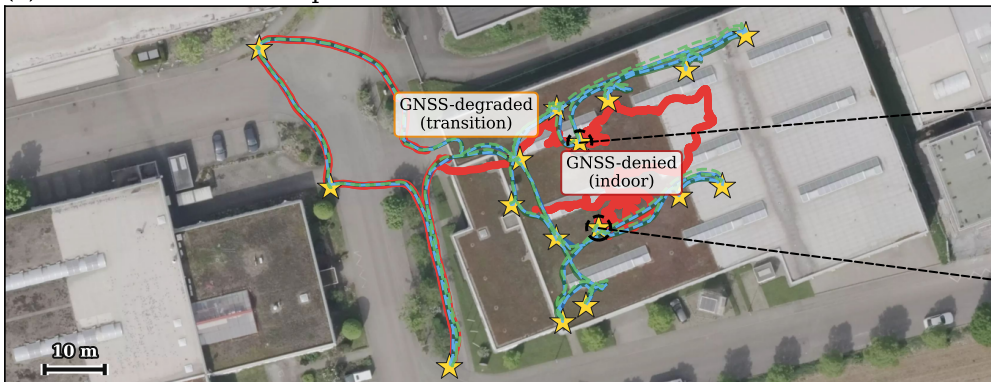 GNSS-degraded
(transition)
GNSS-denied
(indoor)
10 m